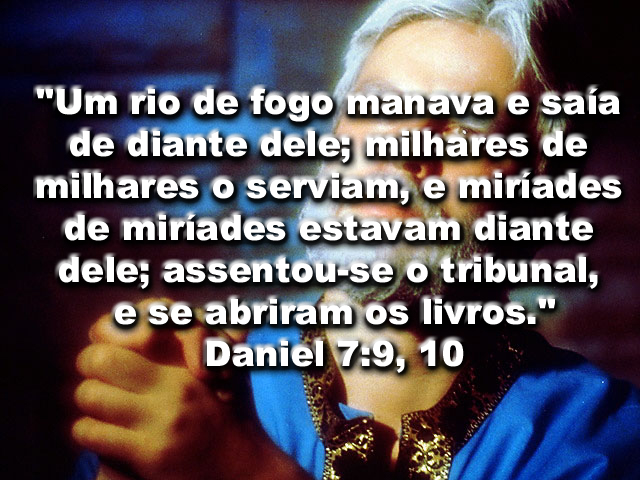 "Um rio de fogo manava e saía
de diante dele; milhares de
milhares o serviam, e miríades
de miríades estavam diante
dele; assentou-se o tribunal,
e se abriram os livros."
Daniel 7:9, 10